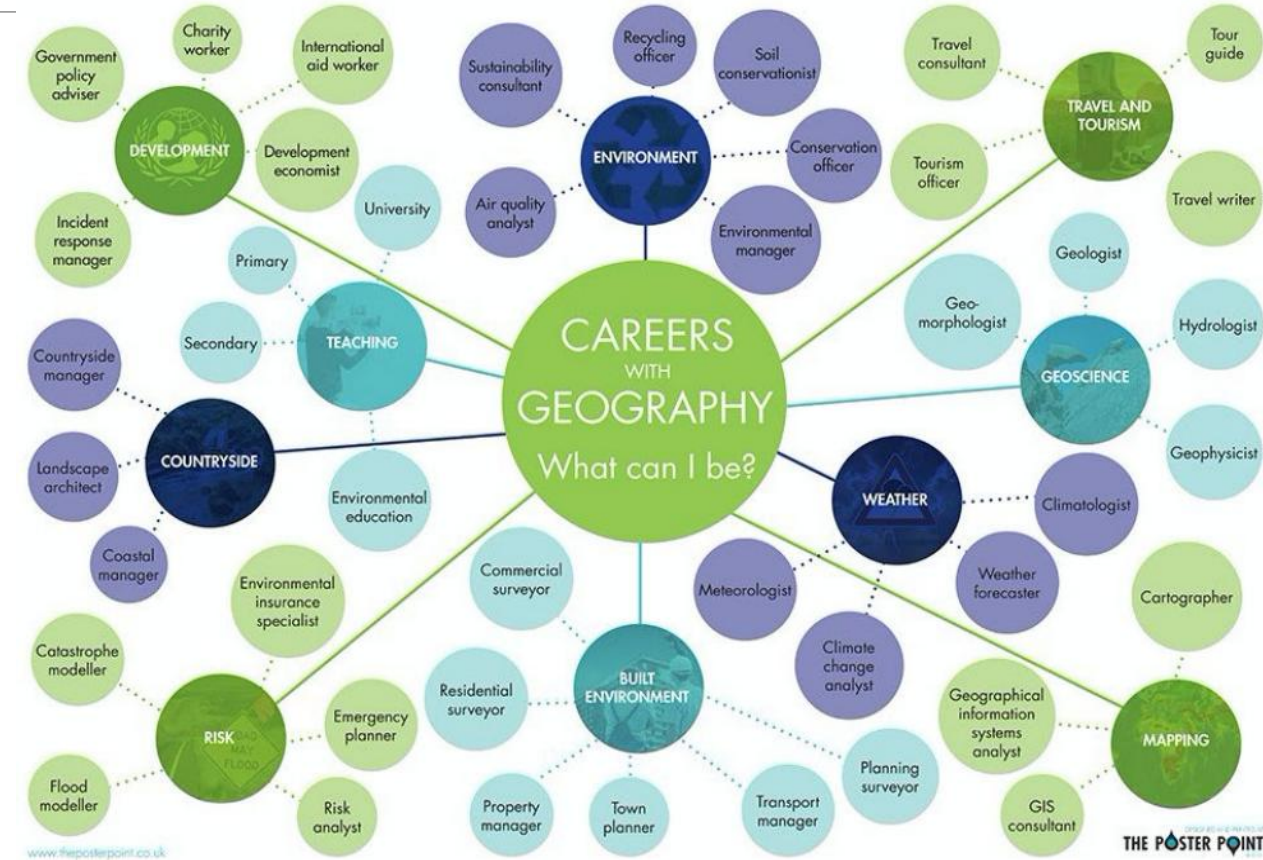 CAREERS
WITH
GEOGRAPHY
What can I be?
DEVELOPMENT
Government
policy
adviser
Charity
worker
International
aid worker
Development
economist
Incident
response
manager
ENVIRONMENT
Sustainability
consultant
Recycling
officer
Soil
conservationist
Conservation
officer
Environmental
manager
Air quality
analyst
TRAVEL AND
TOURISM
Travel
consultant
Tour
guide
Tourism
officer
Travel writer
TEACHING
University
Primary
Secondary
Environmental
education
GEOSCIENCE
Geologist
Geo-
morphologist
Hydrologist
Geophysicist
COUNTRYSIDE
Countryside
manager
Landscape
architect
Coastal
manager
WEATHER
Climatologist
Meteorologist
Weather
forecaster
Climate
change
analyst
RISK
ROAD
MAY
FLOOD
Environmental
insurance
specialist
Catastrophe
modeller
Emergency
planner
Flood
modeller
Risk
analyst
BUILT
ENVIRONMENT
Commercial
surveyor
Residential
surveyor
Property
manager
Town
planner
Transport
manager
Planning
surveyor
MAPPING
Cartographer
Geographical
information
systems
analyst
GIS
consultant
www.theposterpoint.co.uk
THE POSTER POINT